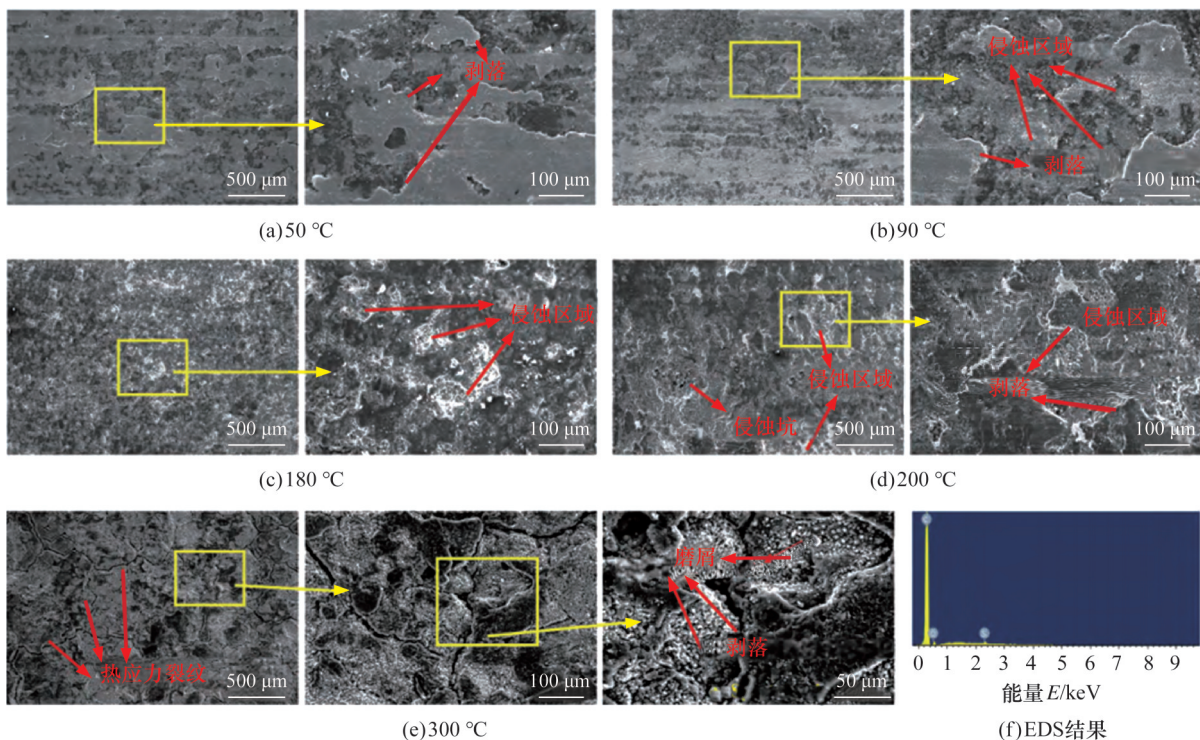 剥落
500 μm
100 μm
(a)50 ℃
侵蚀区域
剥落
500 μm
100 μm
(b)90 ℃
侵蚀区域
500 μm
100 μm
(c)180 ℃
侵蚀区域
侵蚀坑
500 μm
侵蚀区域
剥落
100 μm
(d)200 ℃
热应力裂纹
500 μm
100 μm
磨屑
剥落
50 μm
(e)300 ℃
0 1 2 3 4 5 6 7 8 9
能量E/keV
(f)EDS结果